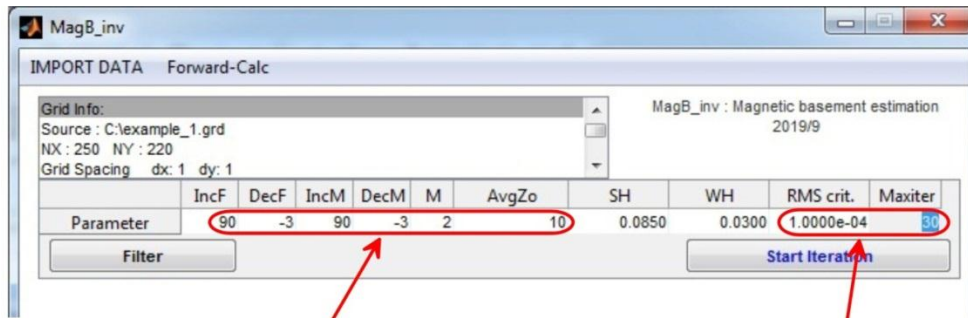 MagB_inv
IMPORT DATA Forward-Calc
Grid Info:
Source : C:\example_1.grd
NX : 250 NY : 220
Grid Spacing dx: 1 dy: 1
MagB_inv : Magnetic basement estimation
2019/9
IncF DecF IncM DecM M AvgZo SH WH RMS crit. Maxiter
Parameter 90 -3 90 -3 2 10 0.0850 0.0300 1.0000e-04 30
Filter Start Iteration